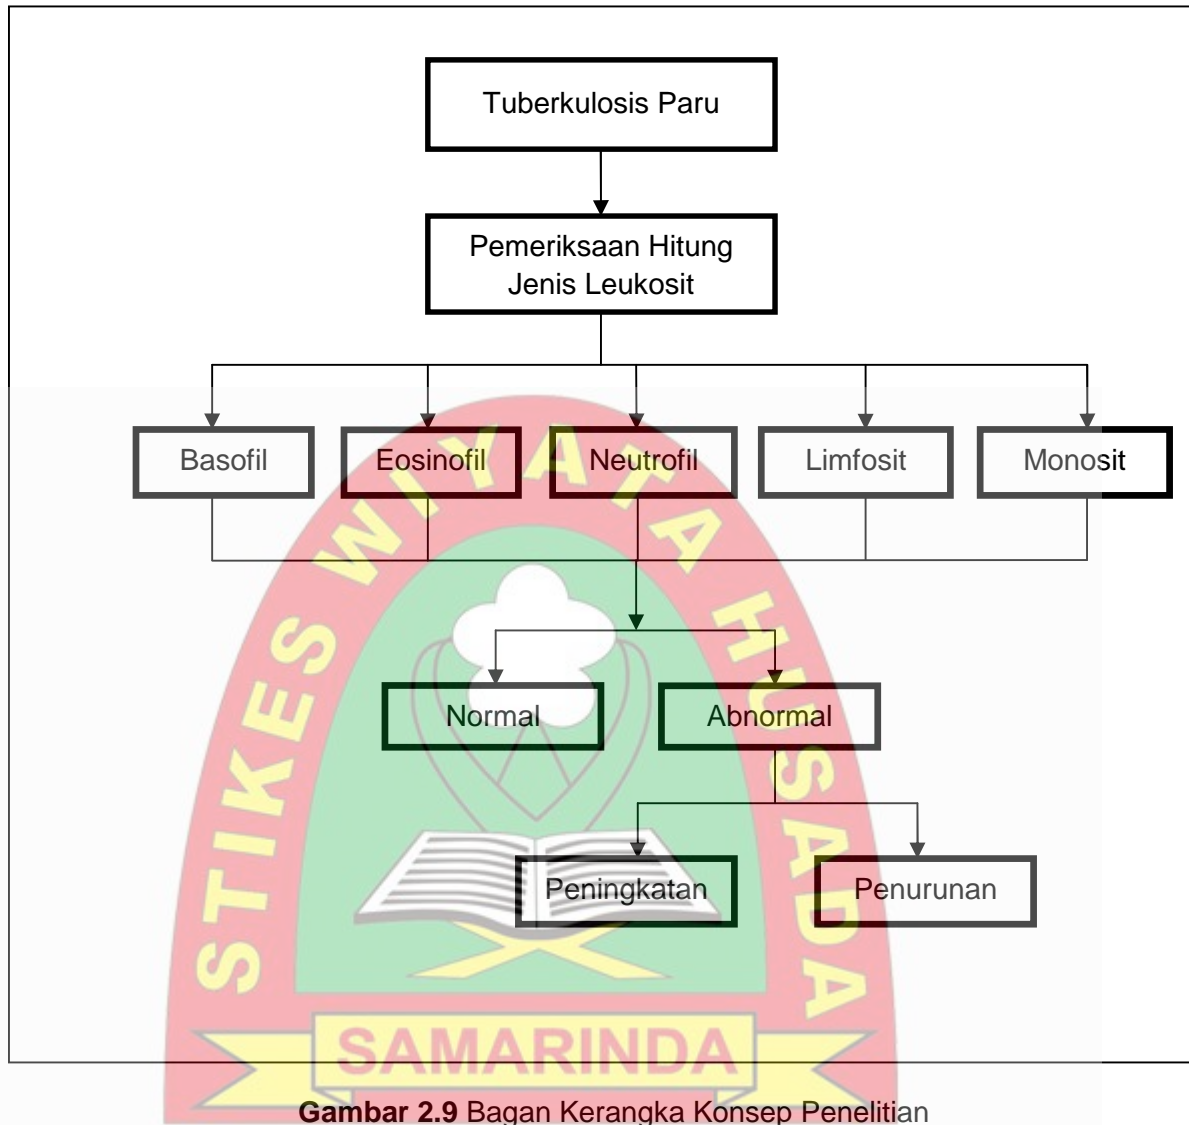 Tuberkulosis Paru
Pemeriksaan Hitung
Jenis Leukosit
Basofil
Eosinofil
Neutrofil
Limfosit
Monosit
Normal
Abnormal
Peningkatan
Penurunan
STIKES WIYATA HUSADA
SAMARINDA
Gambar 2.9 Bagan Kerangka Konsep Penelitian